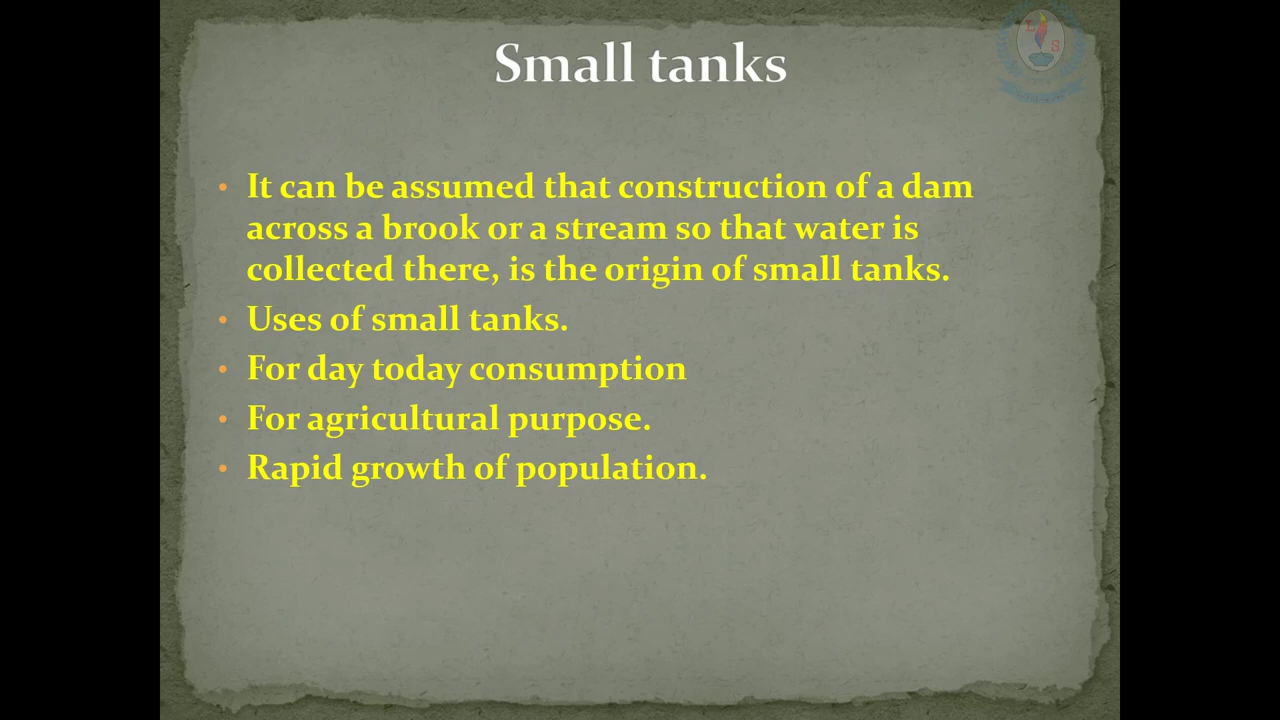 L
S
Small tanks
• It can be assumed that construction of a dam
across a brook or a stream so that water is
collected there, is the origin of small tanks.
• Uses of small tanks.
• For day today consumption
• For agricultural purpose.
• Rapid growth of population.